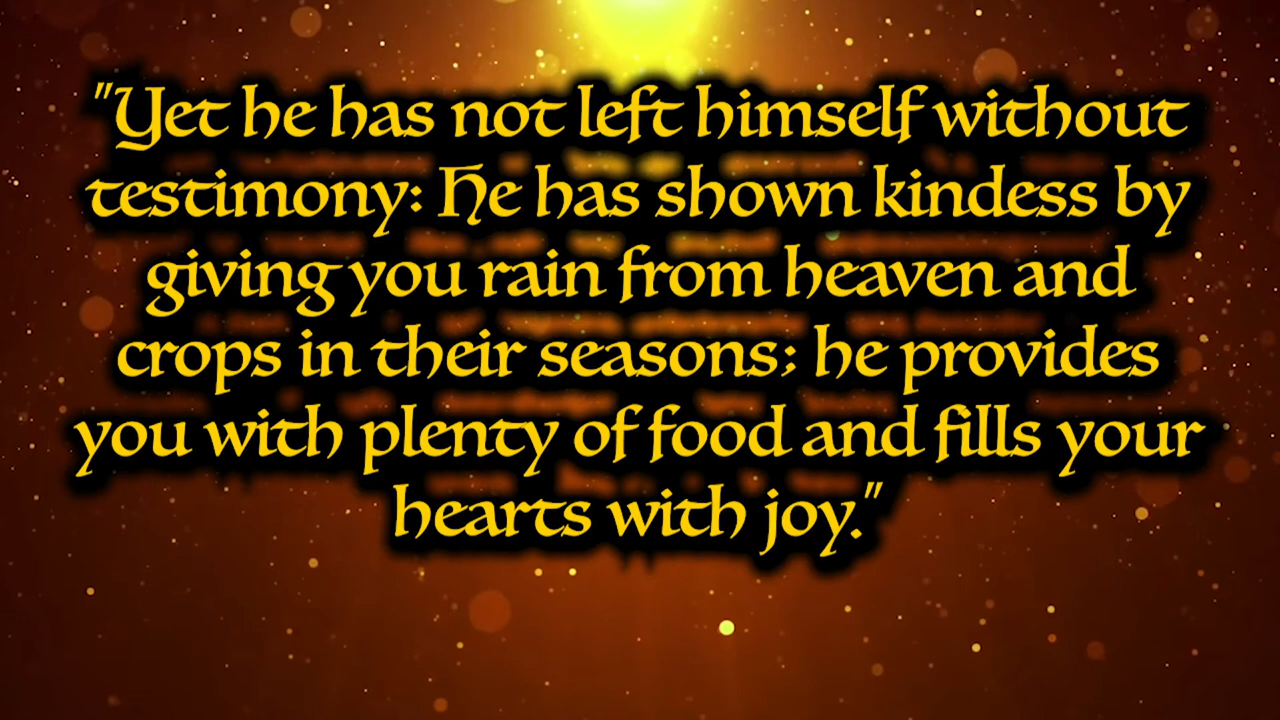 "Yet he has not left himself without
testimony: He has shown kindess by
giving you rain from heaven and
crops in their seasons; he provides
you with plenty of food and fills your
hearts with joy."